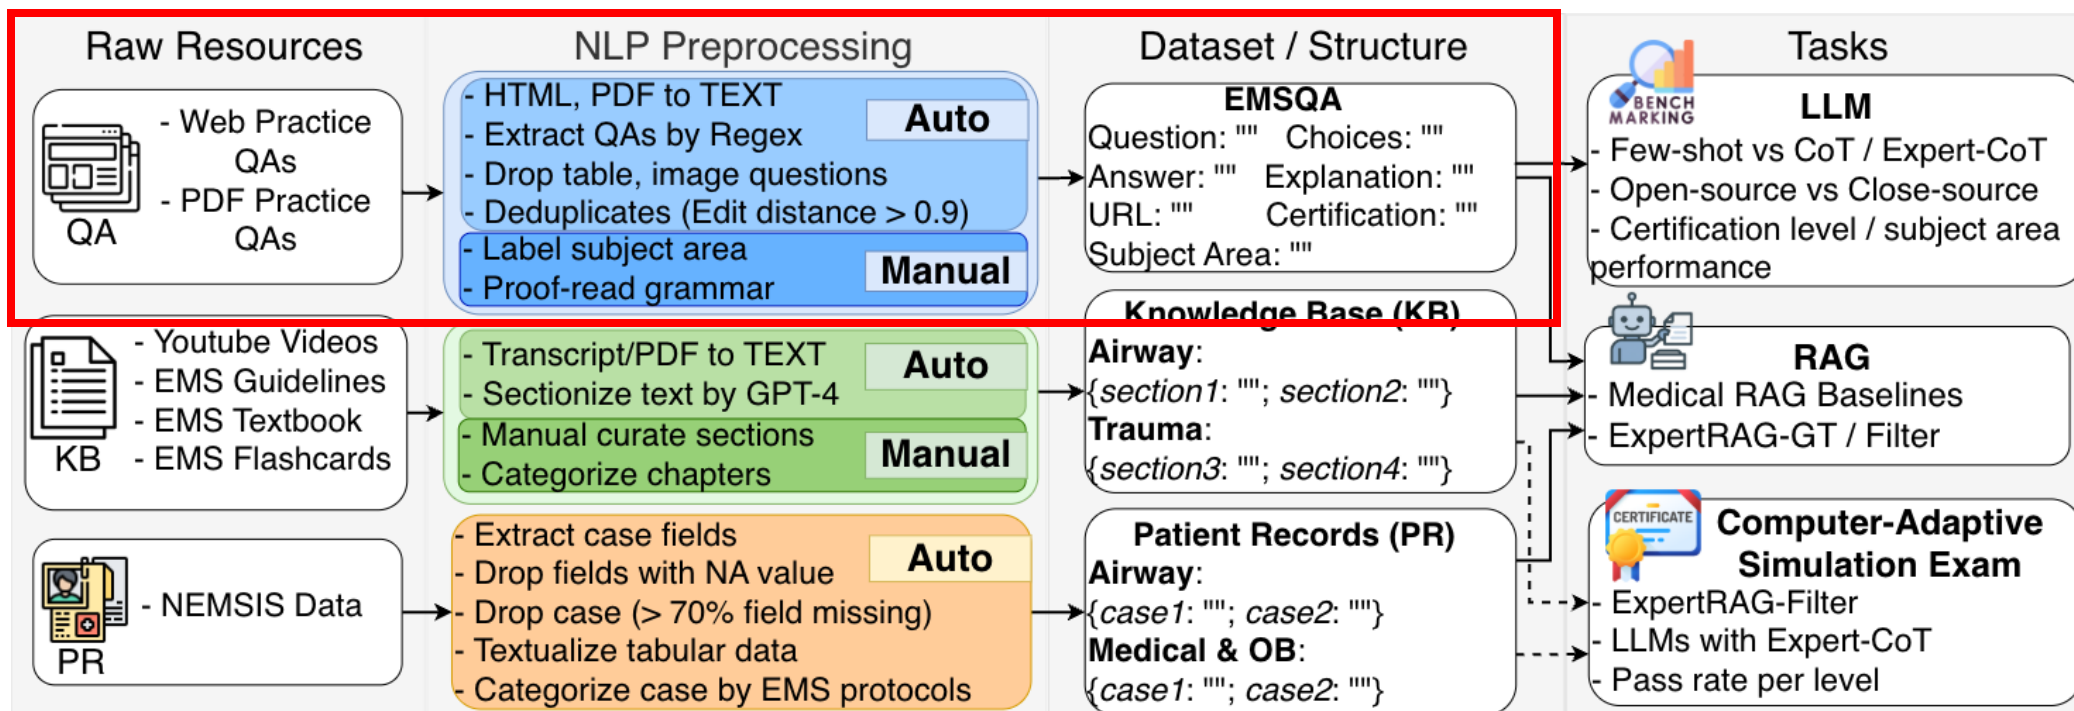 Raw Resources
NLP Preprocessing
Dataset / Structure
Tasks
- Web Practice
QAs
- PDF Practice
QAs
QA
- HTML, PDF to TEXT
- Extract QAs by Regex
- Drop table, image questions
- Deduplicates (Edit distance > 0.9)
Auto
- Label subject area
- Proof-read grammar
Manual
EMSQA
Question: "" Choices: ""
Answer: "" Explanation: ""
URL: "" Certification: ""
Subject Area: ""
BENCH
MARKING
LLM
- Few-shot vs CoT / Expert-CoT
- Open-source vs Close-source
- Certification level / subject area
performance
- Youtube Videos
- EMS Guidelines
- EMS Textbook
- EMS Flashcards
KB
- Transcript/PDF to TEXT
- Sectionize text by GPT-4
Auto
- Manual curate sections
- Categorize chapters
Manual
Knowledge Base (KB)
Airway:
{section1: ""; section2: ""}
Trauma:
{section3: ""; section4: ""}
RAG
- Medical RAG Baselines
- ExpertRAG-GT / Filter
- NEMSIS Data
PR
- Extract case fields
- Drop fields with NA value
- Drop case (> 70% field missing)
- Textualize tabular data
- Categorize case by EMS protocols
Auto
Patient Records (PR)
Airway:
{case1: ""; case2: ""}
Medical & OB:
{case1: ""; case2: ""}
CERTIFICATE
Computer-Adaptive
Simulation Exam
- ExpertRAG-Filter
- LLMs with Expert-CoT
- Pass rate per level